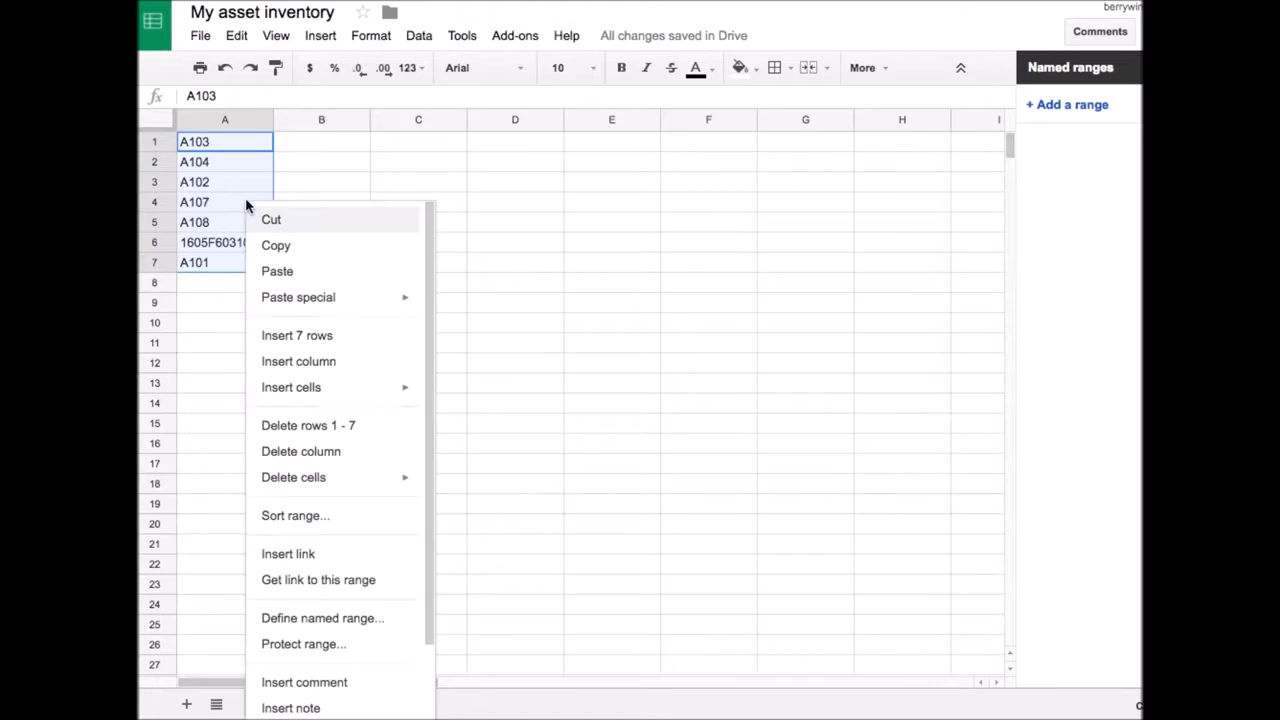 My asset inventory
File Edit View Insert Format Data Tools Add-ons Help All changes saved in Drive
Comments
$ % .0 .00 123 Arial 10 B I S A More
Named ranges
+ Add a range
fx A103
A B C D E F G H I
1 A103
2 A104
3 A102
4 A107
5 A108
6
7 A101
8
9
10
11
12
13
14
15
16
17
18
19
20
21
22
23
24
25
26
27
Cut
Copy
Paste
Paste special
Insert 7 rows
Insert column
Insert cells
Delete rows 1 - 7
Delete column
Delete cells
Sort range...
Insert link
Get link to this range
Define named range...
Protect range...
Insert comment
Insert note